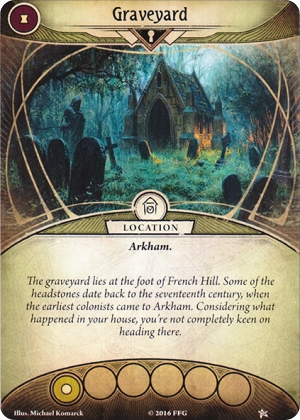 Graveyard
LOCATION
Arkham.
The graveyard lies at the foot of French Hill. Some of the
headstones date back to the seventeenth century, when
the earliest colonists came to Arkham. Considering what
happened in your house, you're not completely keen on
heading there.
Illus. Michael Komarck
© 2016 FFG